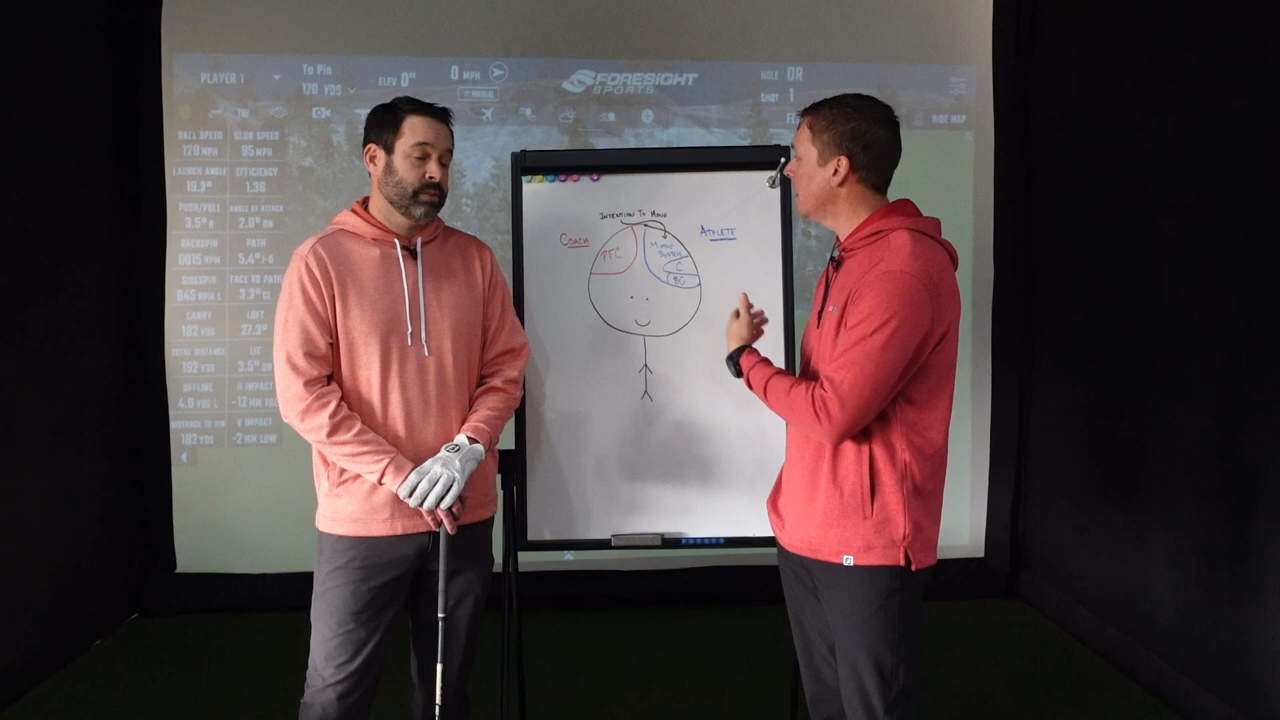 PLAYER 1
To Pin
170 YDS
ELEV 0"
0 MPH
MANUAL
FORESIGHT
SPORTS
HOLE DR
SHOT 1
HIDE MAP
BALL SPEED
128 MPH
CLUB SPEED
95 MPH
LAUNCH ANGLE
19.3°
EFFICIENCY
1.36
PUSH/PULL
3.5° R
ANGLE OF ATTACK
2.0° DN
BACKSPIN
6015 RPM
PATH
5.4° I-O
SIDESPIN
845 RPM L
FACE TO PATH
3.3° CL
CARRY
182 YDS
LOFT
27.3°
TOTAL DISTANCE
192 YDS
LIE
3.5°
OFFLINE
4.0 YDS L
H IMPACT
-12 MM TOE
DISTANCE TO PIN
182 YDS
V IMPACT
-2 MM LOW
INTENTION TO MOVE
COACH
ATHLETE
PFC
SYSTEM
C
BG